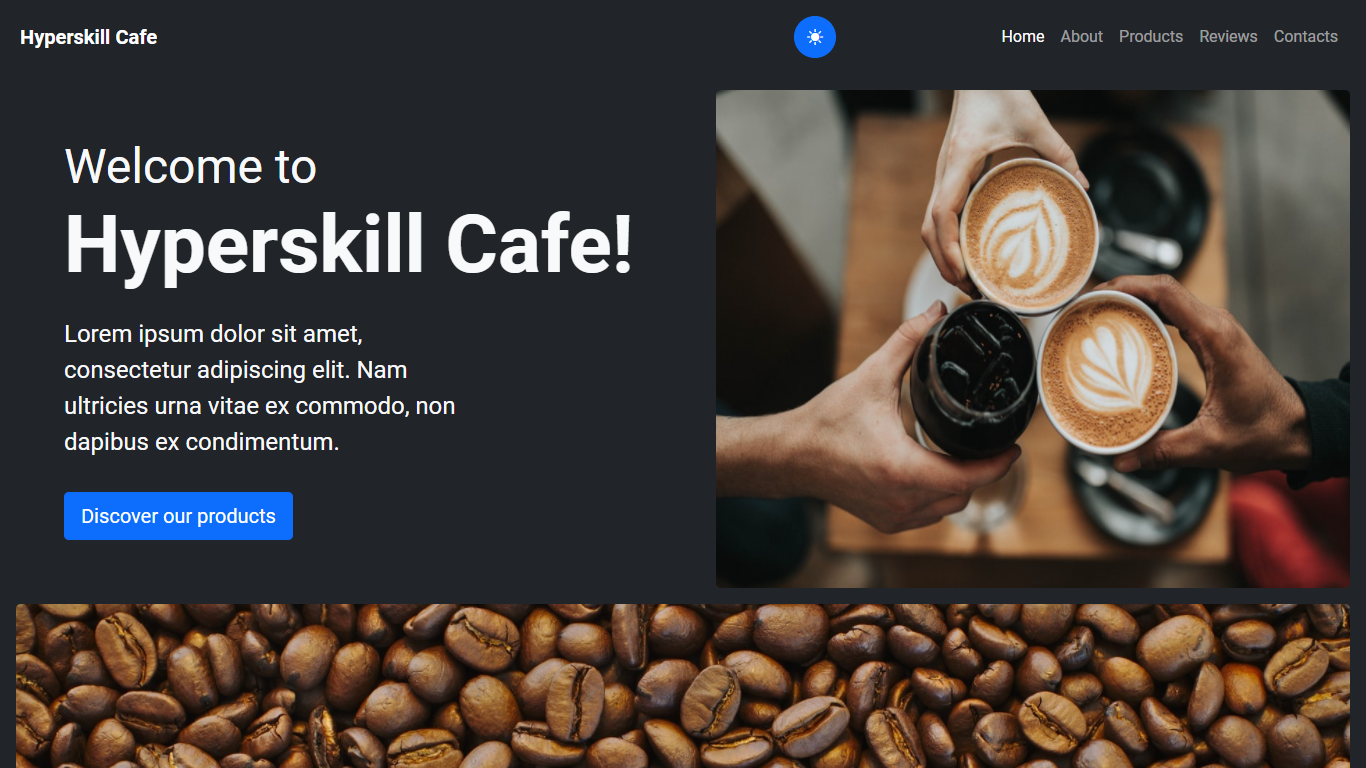 Hyperskill Cafe
Home About Products Reviews Contacts
Welcome to
Hyperskill Cafe!
Lorem ipsum dolor sit amet,
consectetur adipiscing elit. Nam
ultricies urna vitae ex commodo, non
dapibus ex condimentum.
Discover our products